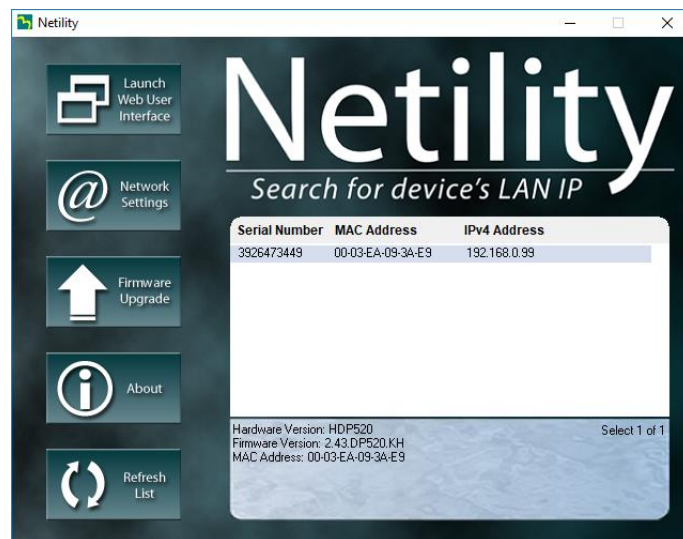 Netility
Launch
Web User
Interface
Network
Settings
Firmware
Upgrade
About
Refresh
List
Netility
Search for device's LAN IP
Serial Number MAC Address IPv4 Address
3926473449 00-03-EA-09-3A-E9 192.168.0.99
Hardware Version: HDP520 Select 1 of 1
Firmware Version: 2.43.DP520.KH
MAC Address: 00-03-EA-09-3A-E9